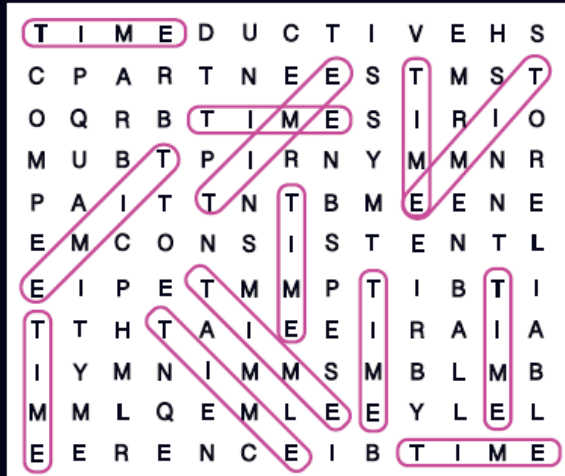 T I M E D U C T I V E H S
C P A R T N E E S T M S T
O Q R B T I M E S I R I O
M U B T P I R N Y M M N R
P A I T T N T B M E E N E
E M C O N S I S T E N T L
E I P E T M M P T I B T I
T T H T A I E E I R A I A
I Y M N I M M S M B L M B
M M L Q E M L E E Y L E L
E E R E N C E I B T I M E